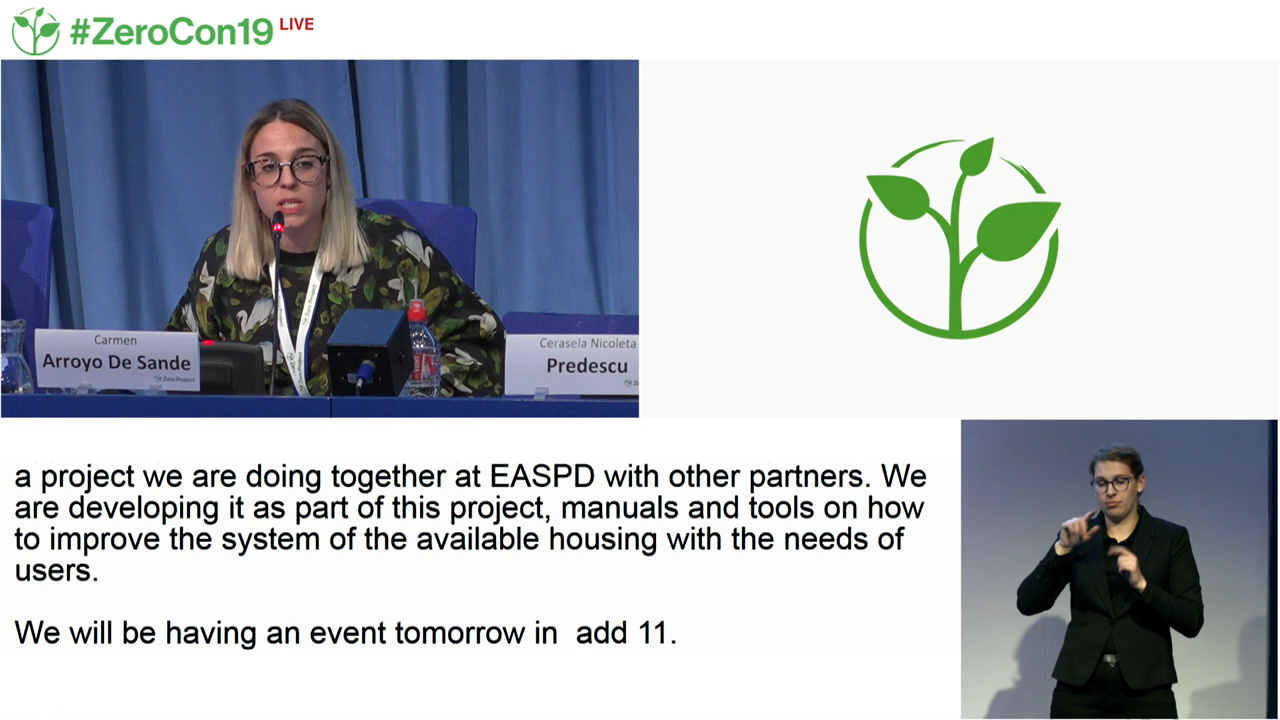 #ZeroCon19 LIVE
Carmen
Arroyo De Sande
Zero Project
Cerasela Nicoleta
Predescu
a project we are doing together at EASPD with other partners. We
are developing it as part of this project, manuals and tools on how
to improve the system of the available housing with the needs of
users.
We will be having an event tomorrow in  add 11.